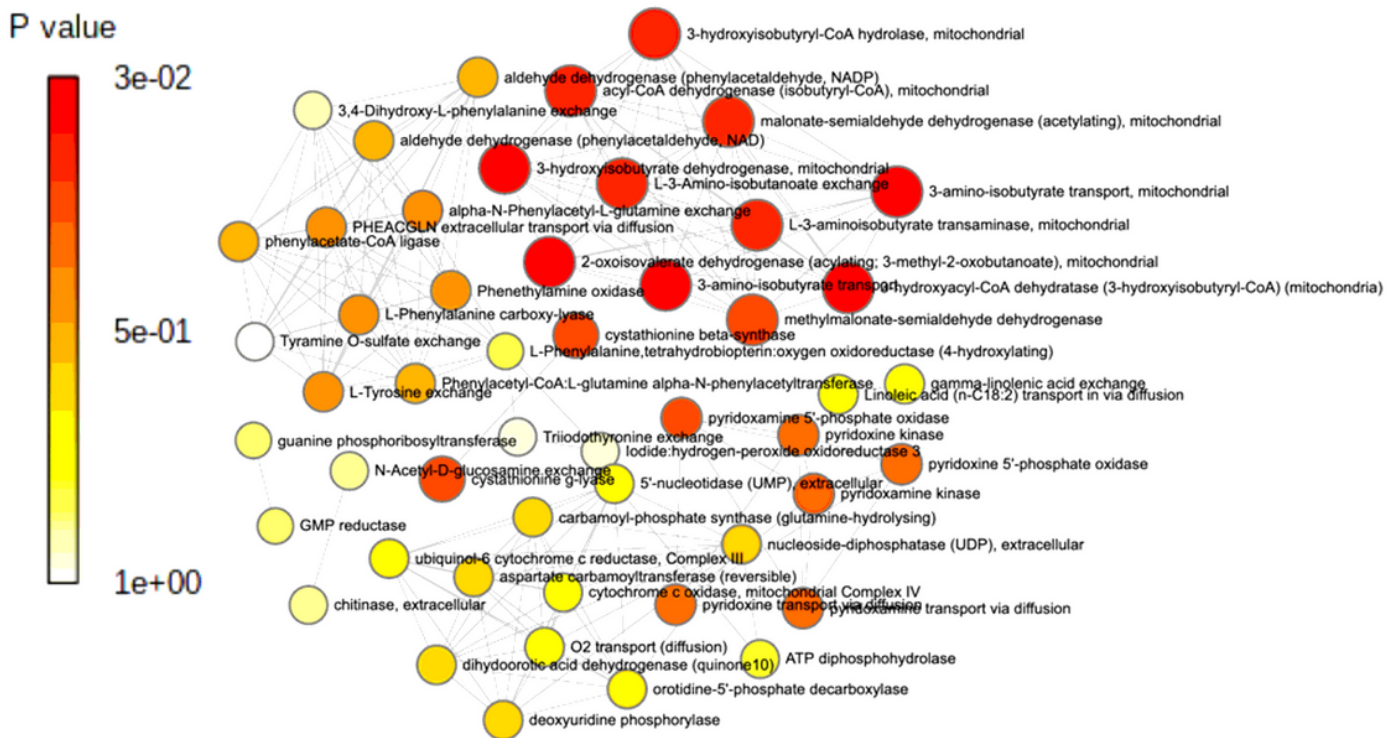 P value
3e-02
5e-01
1e+00
3-hydroxyisobutyryl-CoA hydrolase, mitochondrial
aldehyde dehydrogenase (phenylacetaldehyde, NADP)
acyl-CoA dehydrogenase (isobutyryl-CoA), mitochondrial
3,4-Dihydroxy-L-phenylalanine exchange
malonate-semialdehyde dehydrogenase (acetylating), mitochondrial
aldehyde dehydrogenase (phenylacetaldehyde, NAD)
3-hydroxyisobutyrate dehydrogenase, mitochondrial
L-3-Amino-isobutanoate exchange
3-amino-isobutyrate transport, mitochondrial
alpha-N-Phenylacetyl-L-glutamine exchange
L-3-aminoisobutyrate transaminase, mitochondrial
PHEACGLN extracellular transport via diffusion
phenylacetate-CoA ligase
2-oxoisovalerate dehydrogenase (acylating; 3-methyl-2-oxobutanoate), mitochondrial
3-amino-isobutyrate transport
3-hydroxyacyl-CoA dehydratase (3-hydroxyisobutyryl-CoA) (mitochondria)
Phenethylamine oxidase
L-Phenylalanine carboxy-lyase
methylmalonate-semialdehyde dehydrogenase
cystathionine beta-synthase
Tyramine O-sulfate exchange
L-Phenylalanine,tetrahydrobiopterin:oxygen oxidoreductase (4-hydroxylating)
Phenylacetyl-CoA:L-glutamine alpha-N-phenylacetyltransferase
gamma-linolenic acid exchange
L-Tyrosine exchange
Linoleic acid (n-C18:2) transport in via diffusion
pyridoxamine 5'-phosphate oxidase
guanine phosphoribosyltransferase
Triiodothyronine exchange
pyridoxine kinase
Iodide:hydrogen-peroxide oxidoreductase 3
pyridoxine 5'-phosphate oxidase
N-Acetyl-D-glucosamine exchange
cystathionine g-lyase
5'-nucleotidase (UMP), extracellular
pyridoxamine kinase
carbamoyl-phosphate synthase (glutamine-hydrolysing)
GMP reductase
nucleoside-diphosphatase (UDP), extracellular
ubiquinol-6 cytochrome c reductase, Complex III
aspartate carbamoyltransferase (reversible)
cytochrome c oxidase, mitochondrial Complex IV
chitinase, extracellular
pyridoxine transport via diffusion
pyridoxamine transport via diffusion
O2 transport (diffusion)
dihydoorotic acid dehydrogenase (quinone10)
ATP diphosphohydrolase
orotidine-5'-phosphate decarboxylase
deoxyuridine phosphorylase